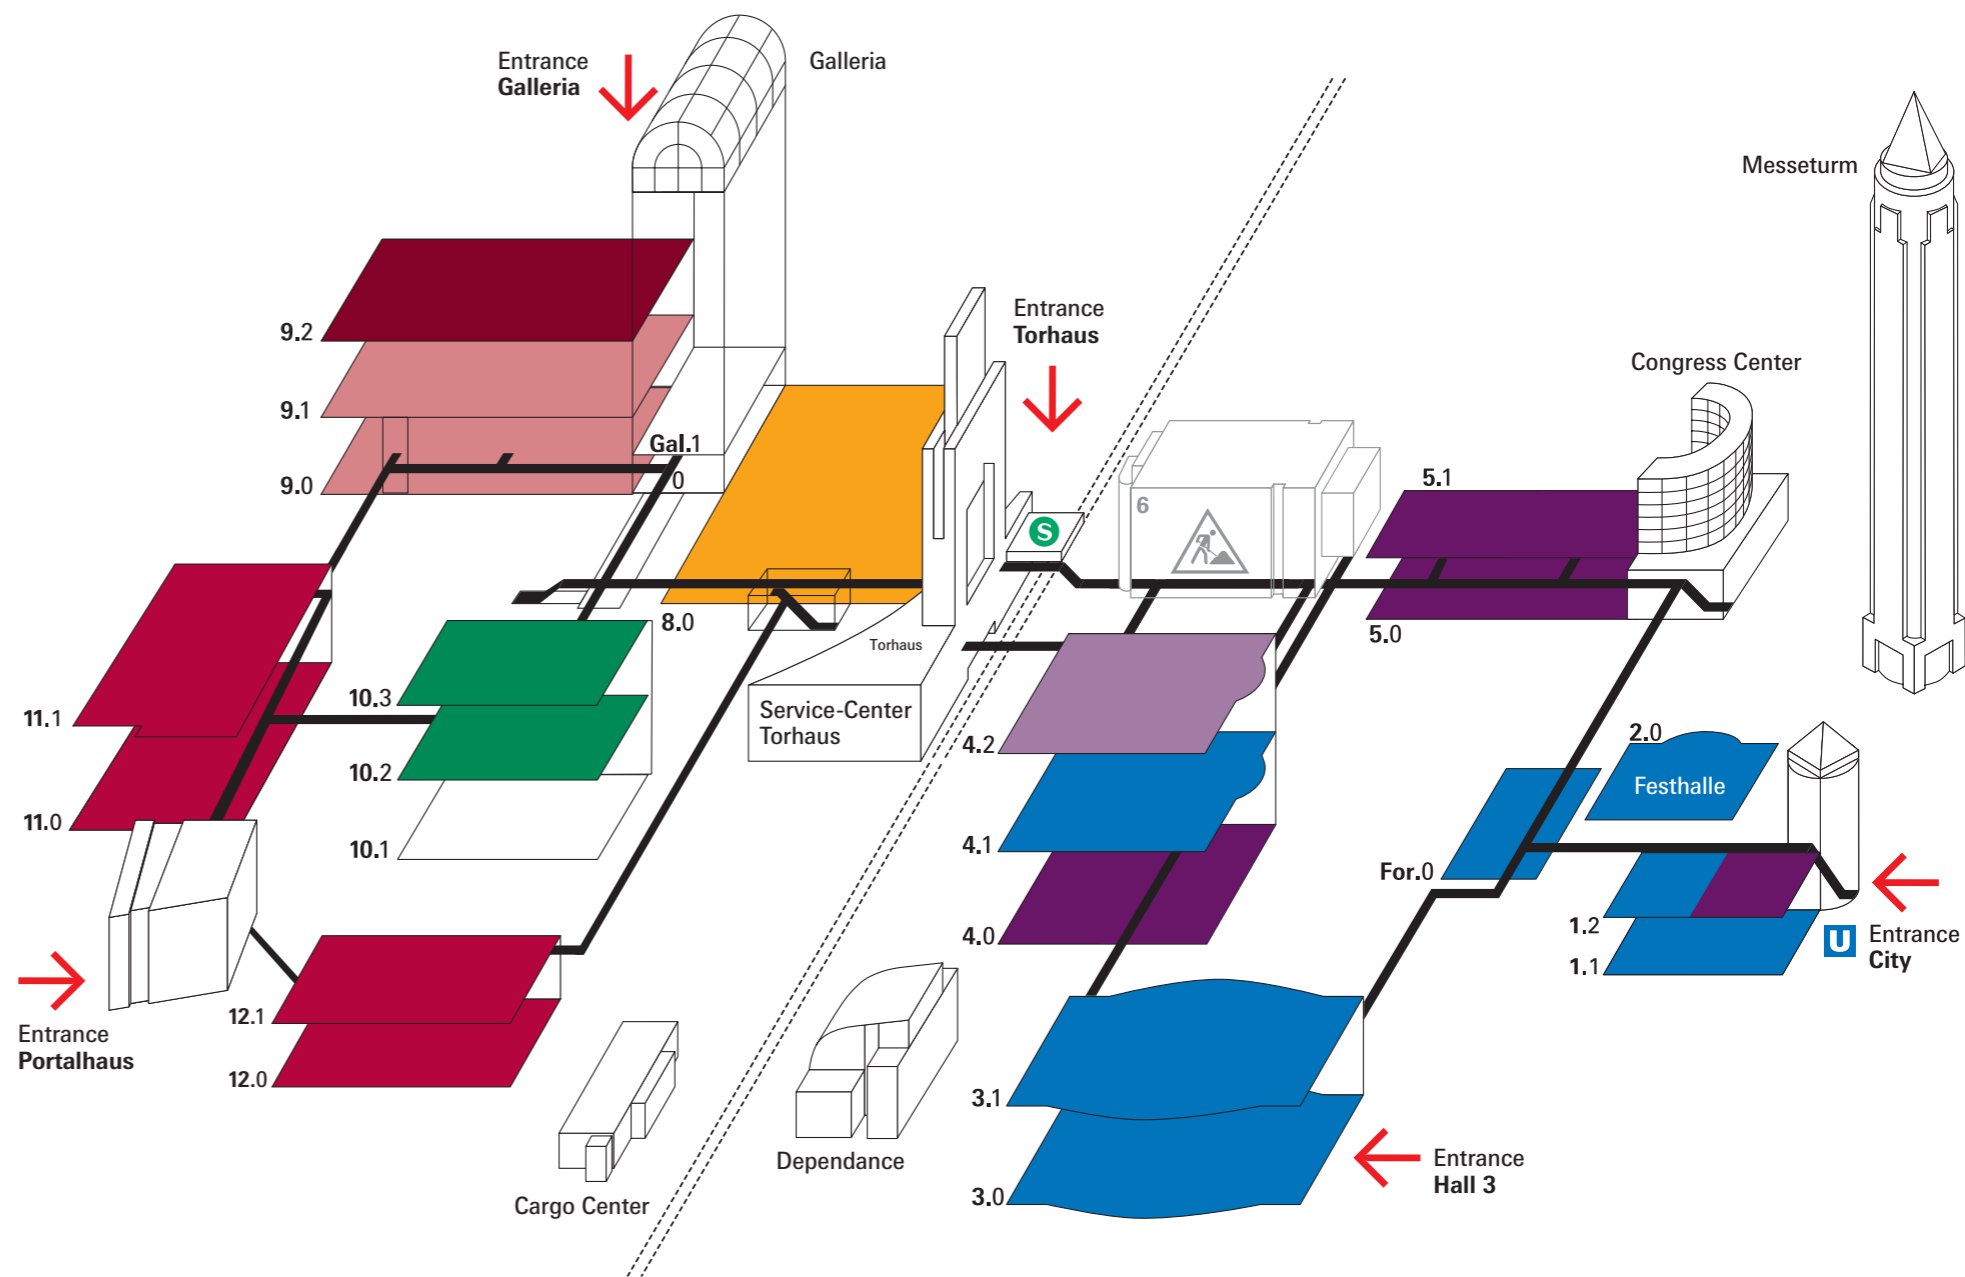 Entrance
Galleria
Galleria
Messeturm
Entrance
Torhaus
Congress Center
9.2
9.1
9.0
Gal.1
0
S
6
5.1
5.0
8.0
Torhaus
Service-Center
Torhaus
11.1
11.0
10.3
10.2
10.1
4.2
4.1
4.0
2.0
Festhalle
For.0
1.2
1.1
U
Entrance
City
Entrance
Portalhaus
12.1
12.0
Cargo Center
Dependance
3.1
3.0
Entrance
Hall 3